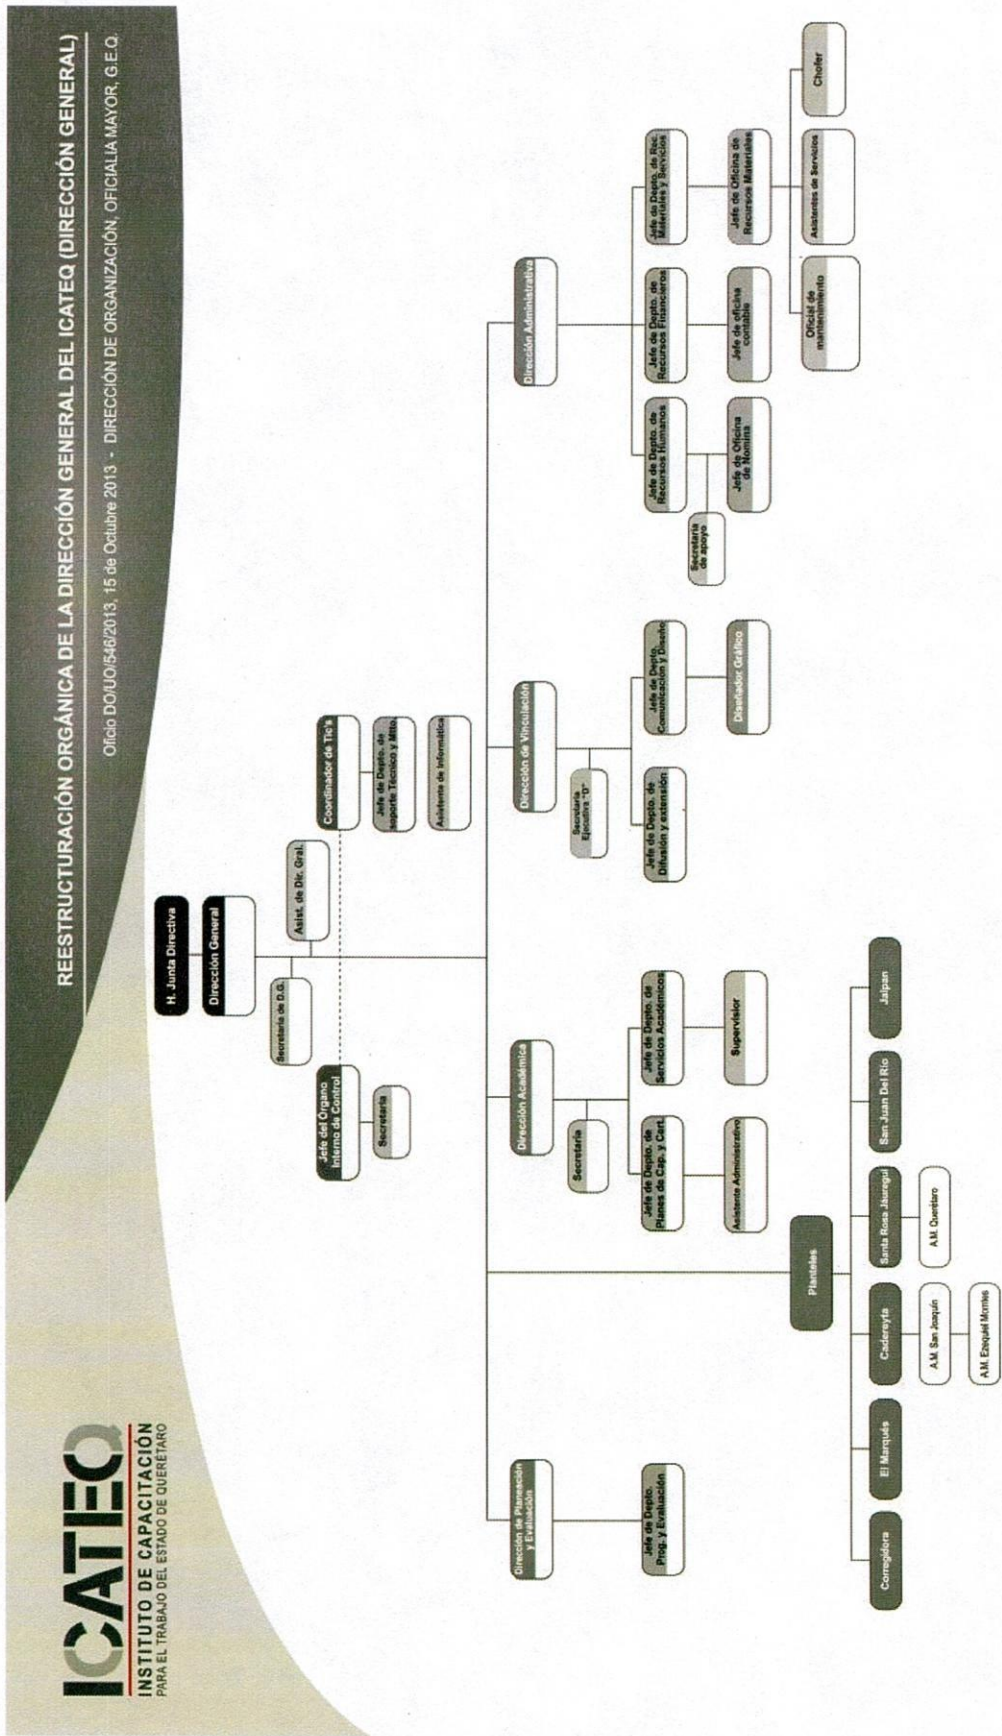 REESTRUCTURACIÓN ORGÁNICA DE LA DIRECCIÓN GENERAL DEL ICATEQ (DIRECCIÓN GENERAL)
Oficio DO/UO/546/2013, 15 de Octubre 2013 - DIRECCIÓN DE ORGANIZACIÓN, OFICIALIA MAYOR, G.E.Q.
ICATEQ
INSTITUTO DE CAPACITACIÓN
PARA EL TRABAJO DEL ESTADO DE QUERÉTARO
H. Junta Directiva
Dirección General
Secretaria de D.G.
Asist. de Dir. Gral.
Jefe del Órgano
Interno de Control
Secretaria
Coordinador de Tic's
Jefe de Depto. de
soporte Técnico y Mtto.
Asistente de Informática
Dirección de Planeación
y Evaluación
Jefe de Depto.
Prog. y Evaluación
Dirección Académica
Secretaria
Jefe de Depto. de
Planes de Cap. y Cert.
Asistente Administrativo
Jefe de Depto. de
Servicios Académicos
Supervisior
Dirección de Vinculación
Secretaria
Ejecutiva "D"
Jefe de Depto. de
Difusión y extensión
Jefe de Depto.
Comunicación y Diseño
Diseñador Gráfico
Dirección Administrativa
Jefe de Depto. de
Recursos Humanos
Secretaria
de apoyo
Jefe de Oficina
de Nomina
Jefe de Depto. de
Recursos Financieros
Jefe de oficina
contable
Jefe de Depto. de Rec.
Materiales y Servicios
Jefe de Oficina de
Recursos Materiales
Oficial de
mantenimiento
Asistentes de Servicios
Chofer
Planteles
Corregidora
El Marqués
Cadereyta
A.M. San Joaquín
A.M. Ezequiel Montes
Santa Rosa Jáuregui
A.M. Querétaro
San Juan Del Río
Jalpan